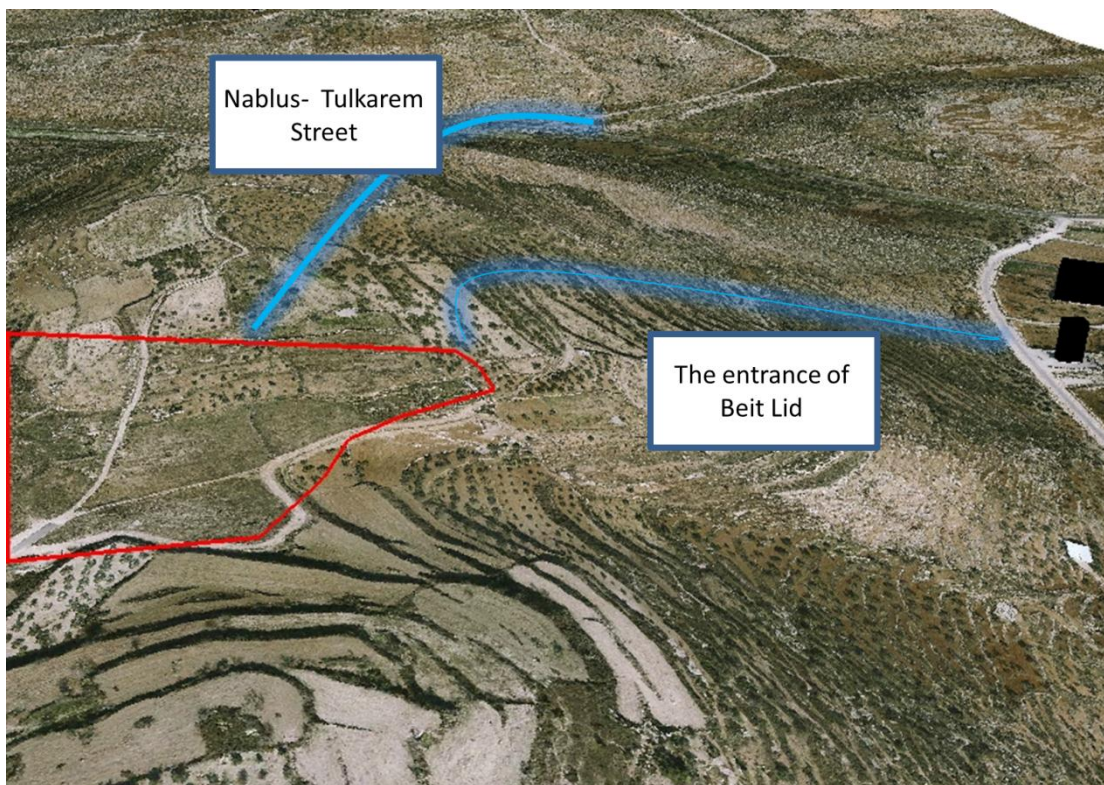 Nablus- Tulkarem
Street
The entrance of
Beit Lid